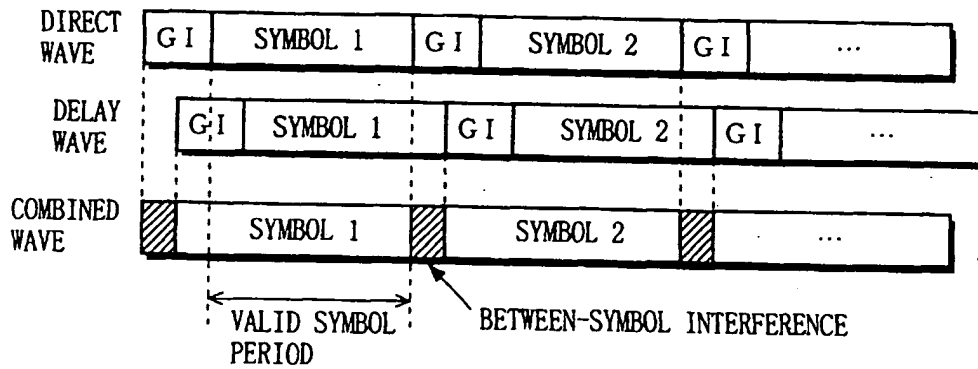 DIRECT
WAVE
GI SYMBOL 1 GI SYMBOL 2 GI ...
DELAY
WAVE
GI SYMBOL 1 GI SYMBOL 2 GI ...
COMBINED
WAVE
SYMBOL 1 SYMBOL 2 ...
VALID SYMBOL
PERIOD
BETWEEN-SYMBOL INTERFERENCE